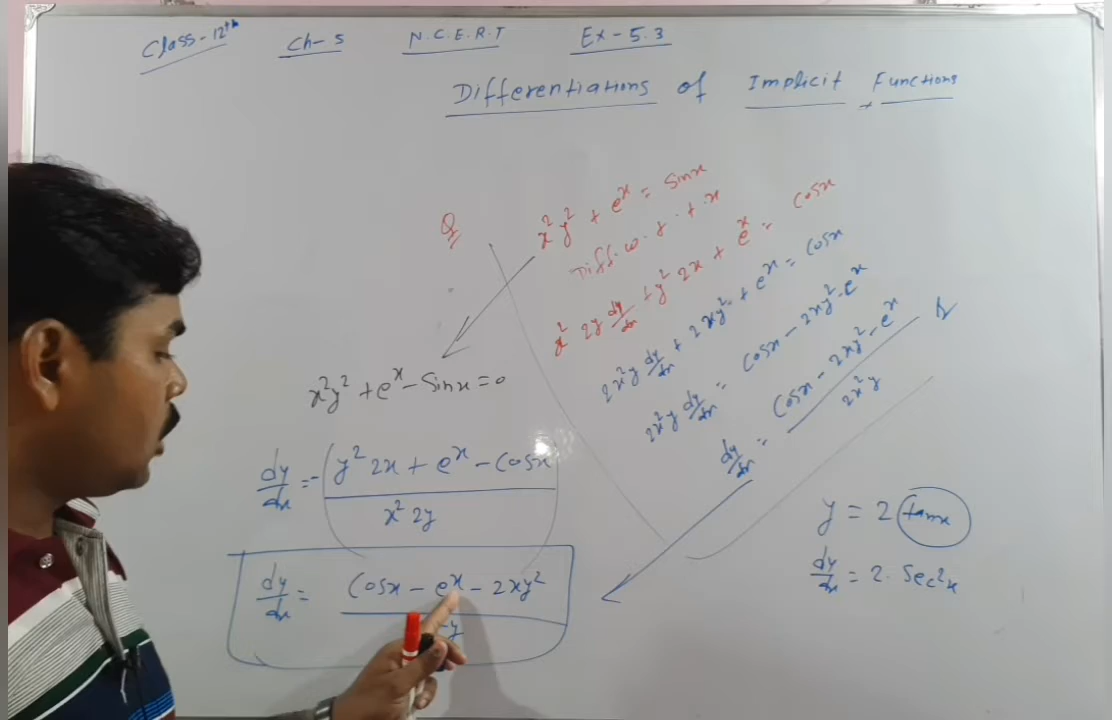 Class-12th Ch-5 N.C.E.R.T Ex-5.3
Differentiations of Implicit Functions
Q x²y² + eˣ = sinx
Diff. w. r. t. x
x² 2y dy/dx + y² 2x + eˣ = cosx
2x²y dy/dx + 2xy² + eˣ = cosx
2x²y dy/dx = cosx - 2xy² - eˣ
dy/dx = cosx - 2xy² - eˣ / 2x²y
x²y² + eˣ - sinx = 0
dy/dx = -(y² 2x + eˣ - cosx / x² 2y)
dy/dx = cosx - eˣ - 2xy² / y
y = 2 tanx
dy/dx = 2. sec²x